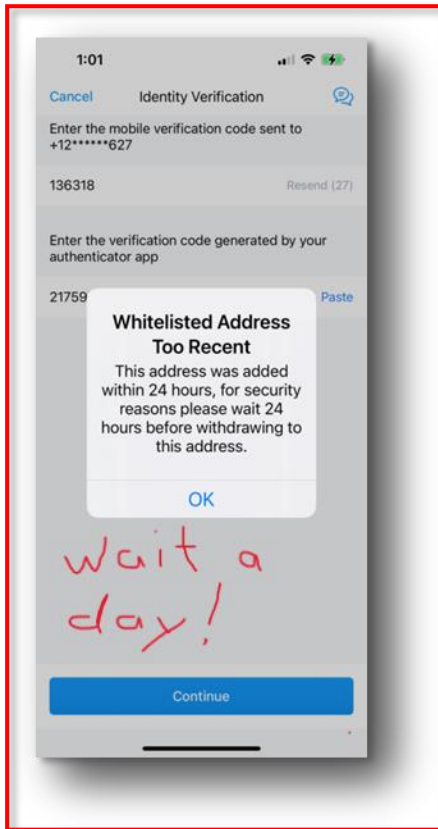 1:01
Cancel Identity Verification
Enter the mobile verification code sent to
+12******627
136318 Resend (27)
Enter the verification code generated by your
authenticator app
21759 Paste
Whitelisted Address
Too Recent
This address was added
within 24 hours, for security
reasons please wait 24
hours before withdrawing to
this address.
OK
wait a
day!
Continue